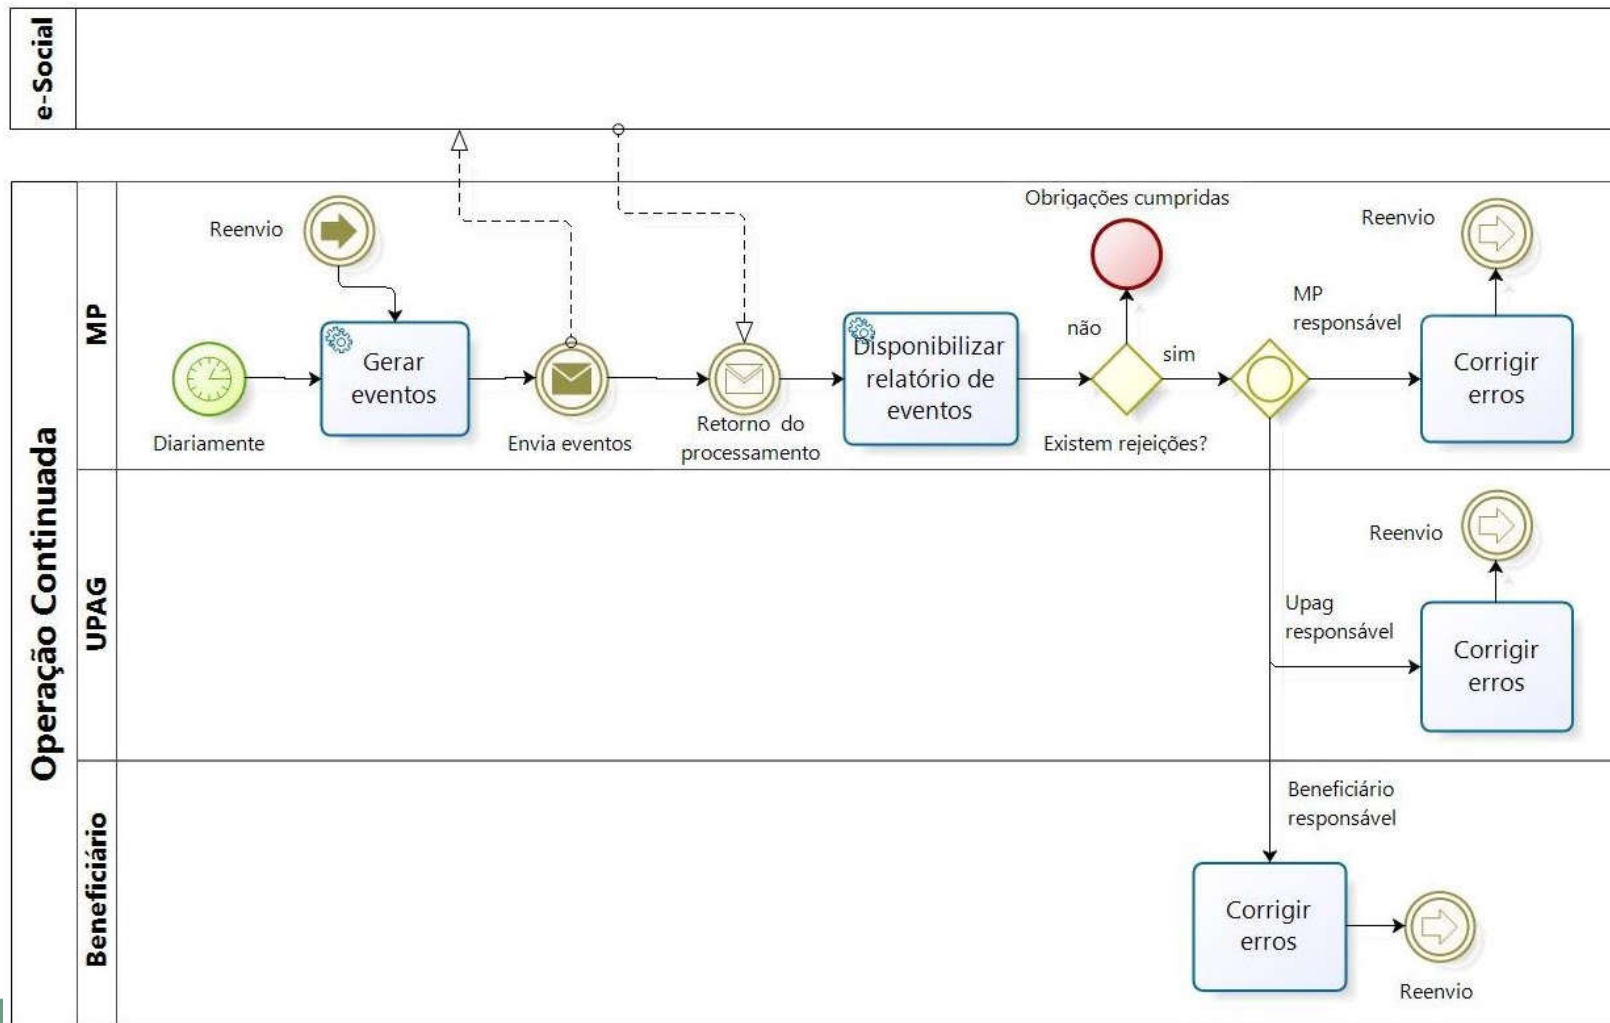 e-Social
Operação Continuada
MP
Reenvio
Diariamente
Gerar
eventos
Envia eventos
Retorno do
processamento
Disponibilizar
relatório de
eventos
Obrigações cumpridas
não
sim
Existem rejeições?
MP
responsável
Reenvio
Corrigir
erros
UPAG
Upag
responsável
Reenvio
Corrigir
erros
Beneficiário
Beneficiário
responsável
Corrigir
erros
Reenvio